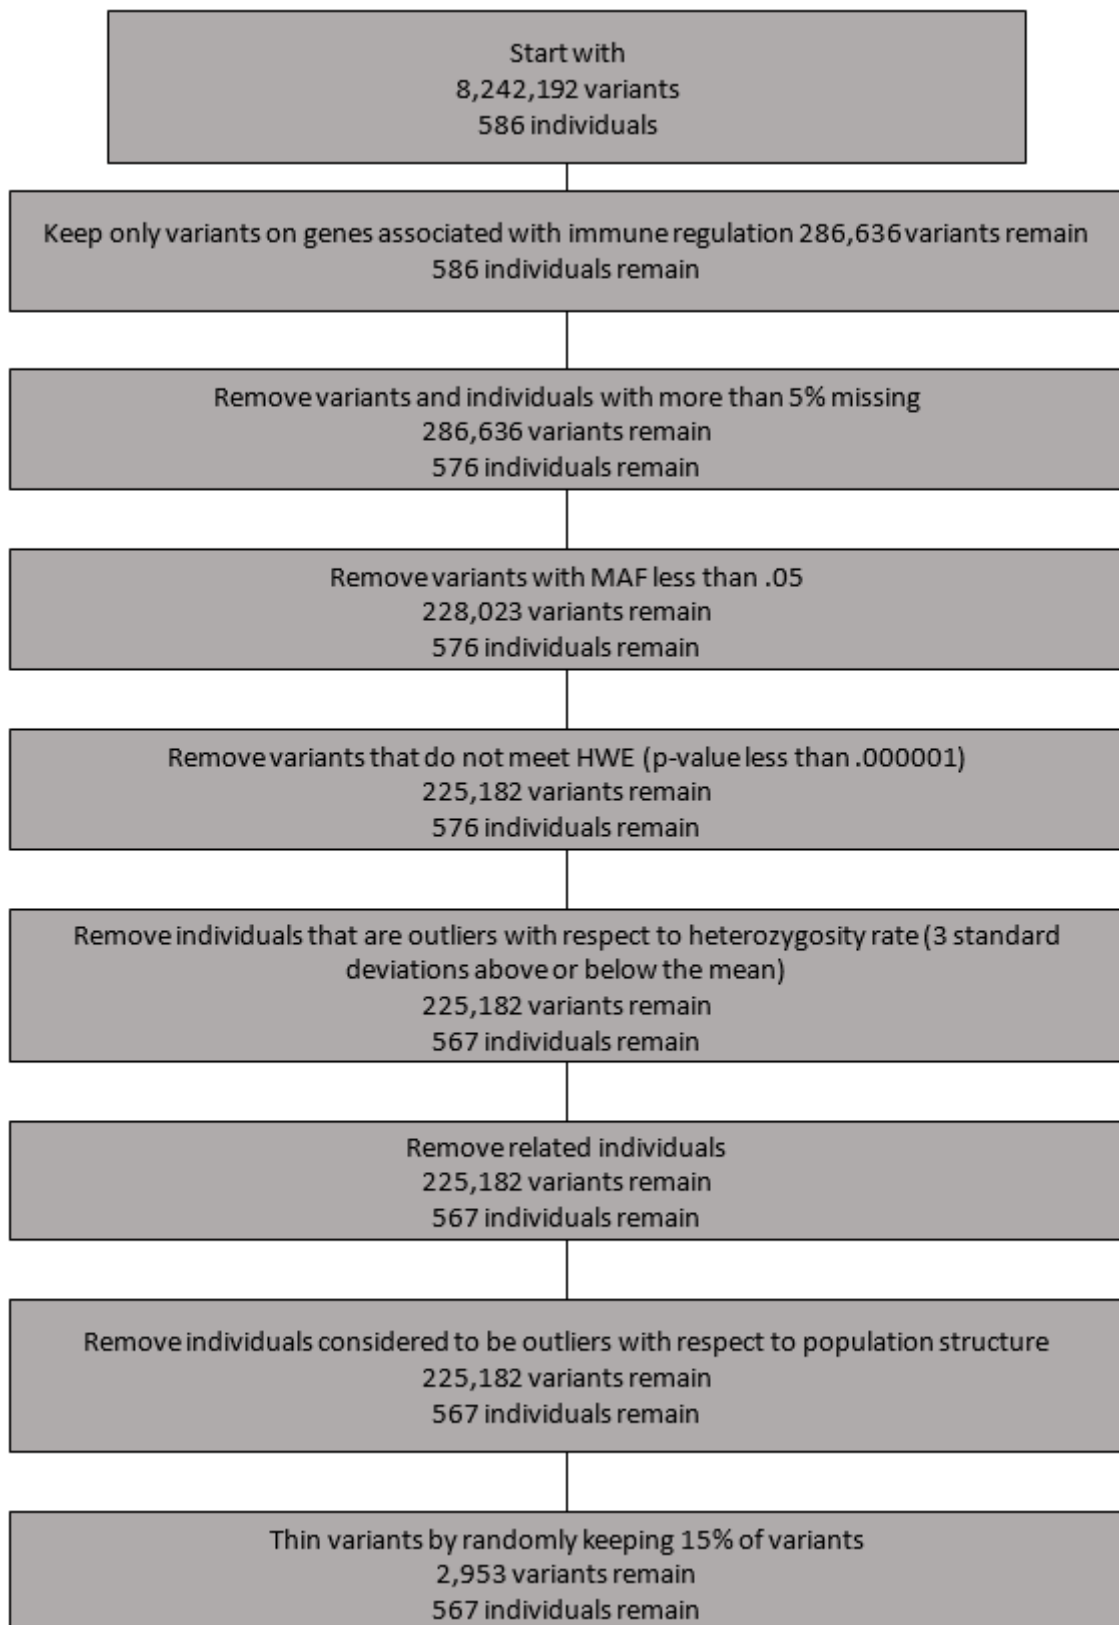 Start with
8,242,192 variants
586 individuals
Keep only variants on genes associated with immune regulation 286,636 variants remain
586 individuals remain
Remove variants and individuals with more than 5% missing
286,636 variants remain
576 individuals remain
Remove variants with MAF less than .05
228,023 variants remain
576 individuals remain
Remove variants that do not meet HWE (p-value less than .000001)
225,182 variants remain
576 individuals remain
Remove individuals that are outliers with respect to heterozygosity rate (3 standard
deviations above or below the mean)
225,182 variants remain
567 individuals remain
Remove related individuals
225,182 variants remain
567 individuals remain
Remove individuals considered to be outliers with respect to population structure
225,182 variants remain
567 individuals remain
Thin variants by randomly keeping 15% of variants
2,953 variants remain
567 individuals remain